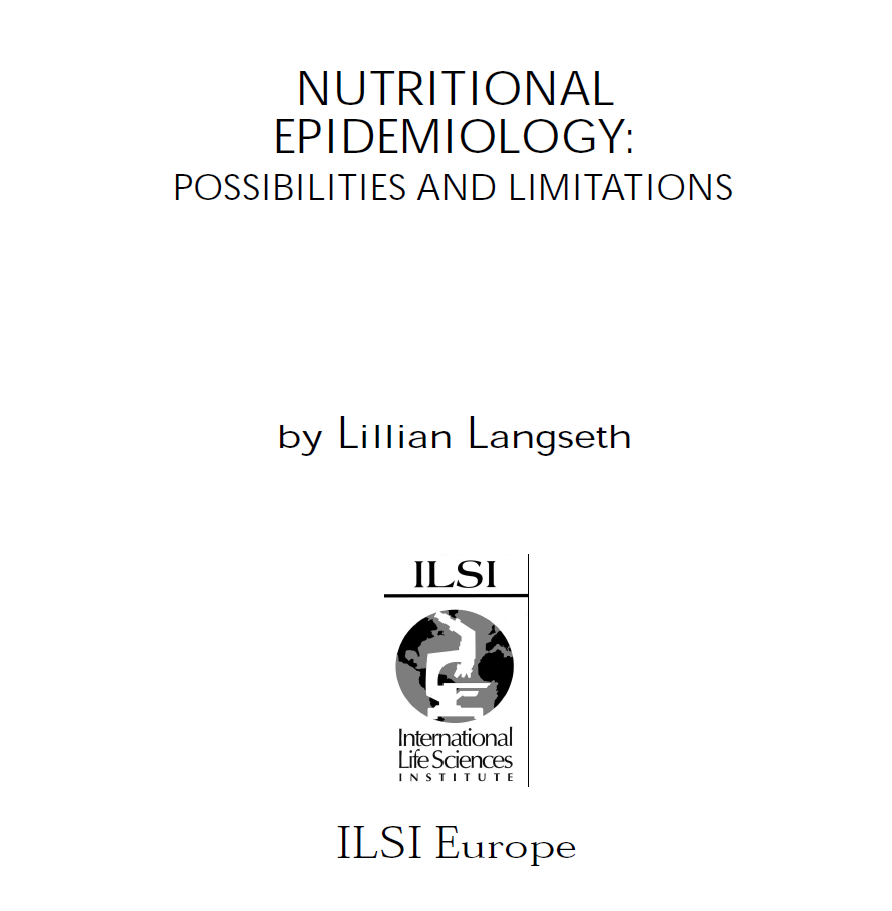 NUTRITIONAL
EPIDEMIOLOGY:
POSSIBILITIES AND LIMITATIONS
by Lillian Langseth
ILSI
International
Life Sciences
INSTITUTE
ILSI Europe